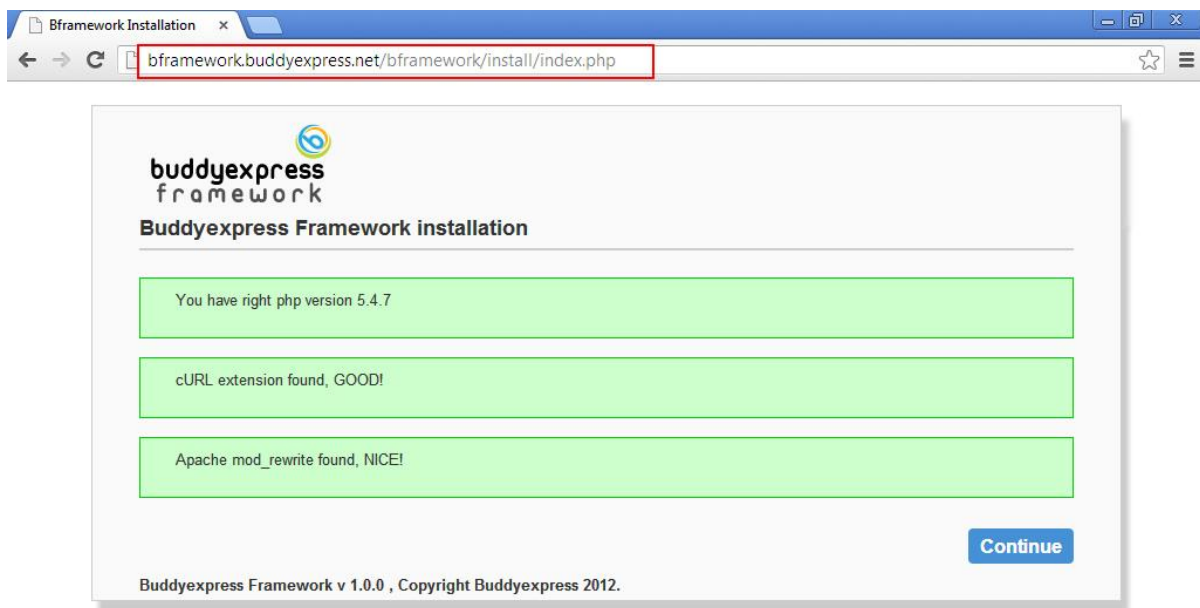 Bframework Installation
bframework.buddyexpress.net/bframework/install/index.php
buddyexpress
framework
Buddyexpress Framework installation
You have right php version 5.4.7
cURL extension found, GOOD!
Apache mod_rewrite found, NICE!
Continue
Buddyexpress Framework v 1.0.0 , Copyright Buddyexpress 2012.